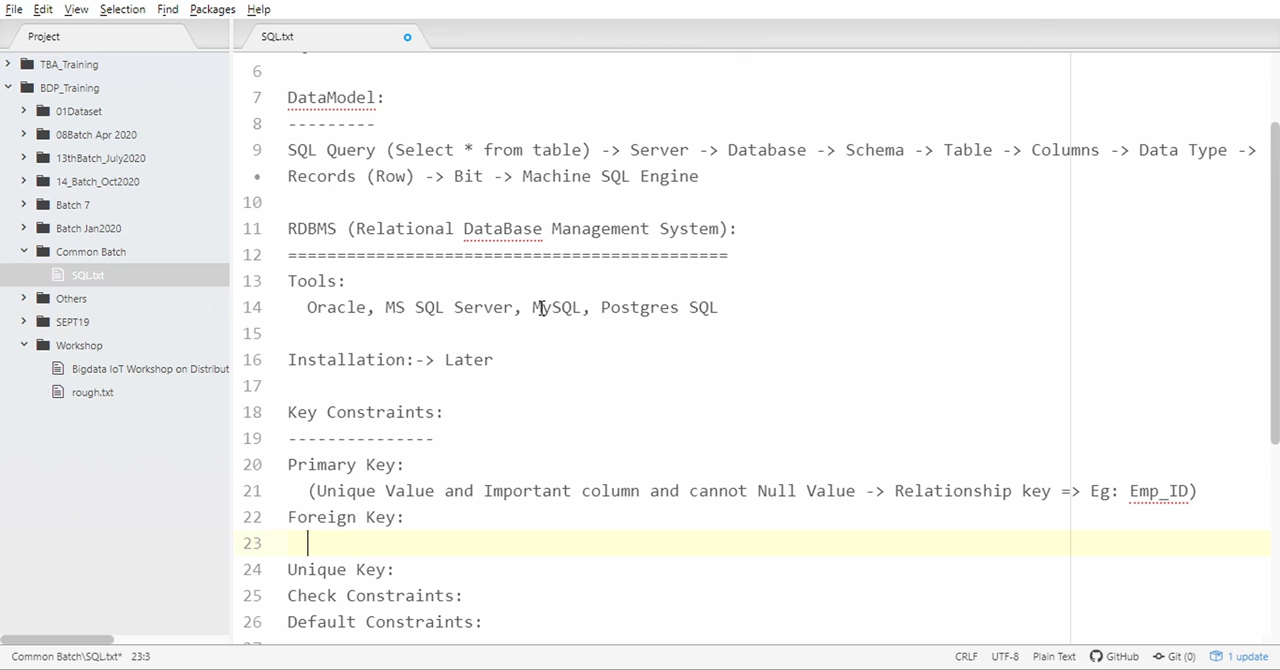 File Edit View Selection Find Packages Help
Project
SQL.txt
TBA_Training
BDP_Training
01Dataset
08Batch Apr 2020
13thBatch_July2020
14_Batch_Oct2020
Batch 7
Batch Jan2020
Common Batch
SQL.txt
Others
SEPT19
Workshop
Bigdata IoT Workshop on Distribut
rough.txt
6
7 DataModel:
8 ---------
9 SQL Query (Select * from table) -> Server -> Database -> Schema -> Table -> Columns -> Data Type ->
• Records (Row) -> Bit -> Machine SQL Engine
10
11 RDBMS (Relational DataBase Management System):
12 =============================================
13 Tools:
14 Oracle, MS SQL Server, MySQL, Postgres SQL
15
16 Installation:-> Later
17
18 Key Constraints:
19 ---------------
20 Primary Key:
21 (Unique Value and Important column and cannot Null Value -> Relationship key => Eg: Emp_ID)
22 Foreign Key:
23
24 Unique Key:
25 Check Constraints:
26 Default Constraints:
Common Batch\SQL.txt* 23:3 CRLF UTF-8 Plain Text GitHub Git (0) 1 update